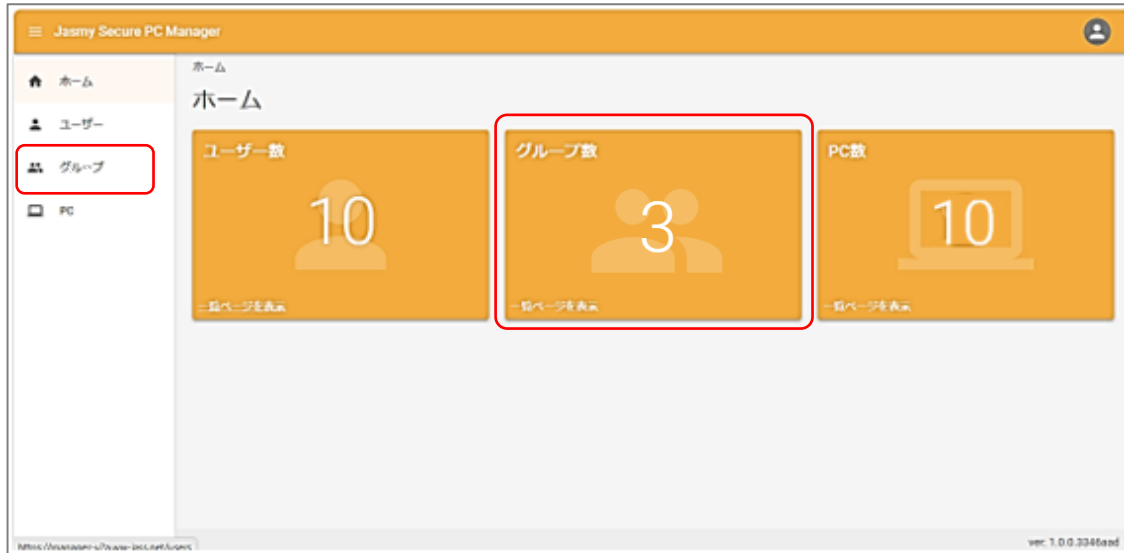 Jasmy Secure PC Manager
ホーム
ホーム
ホーム
ユーザー
グループ
PC
ユーザー数
10
一覧ページを表示
グループ数
3
一覧ページを表示
PC数
10
一覧ページを表示
ver. 1.0.0.3346aad